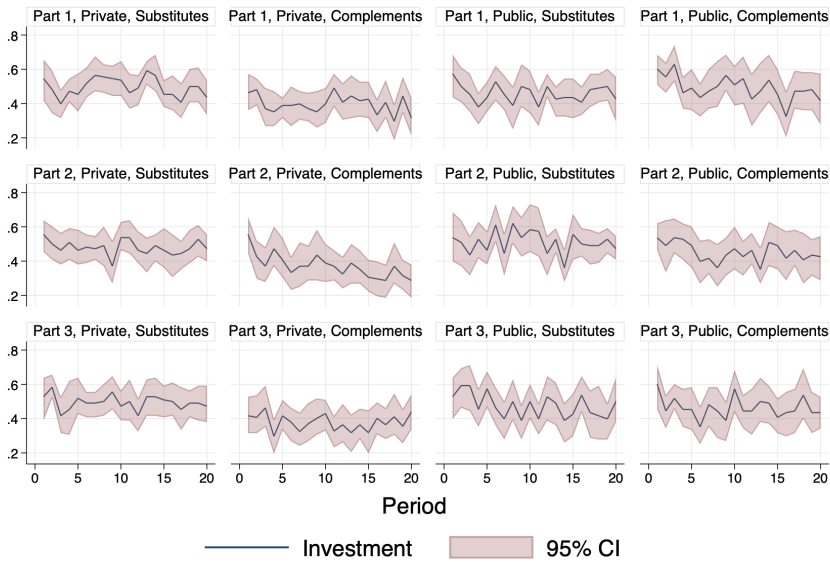 Part 1, Private, Substitutes Part 1, Private, Complements Part 1, Public, Substitutes Part 1, Public, Complements
.8
.6
.4
.2
Part 2, Private, Substitutes Part 2, Private, Complements Part 2, Public, Substitutes Part 2, Public, Complements
.8
.6
.4
.2
Part 3, Private, Substitutes Part 3, Private, Complements Part 3, Public, Substitutes Part 3, Public, Complements
.8
.6
.4
.2
0 5 10 15 20 0 5 10 15 20 0 5 10 15 20 0 5 10 15 20
Period
Investment 95% CI